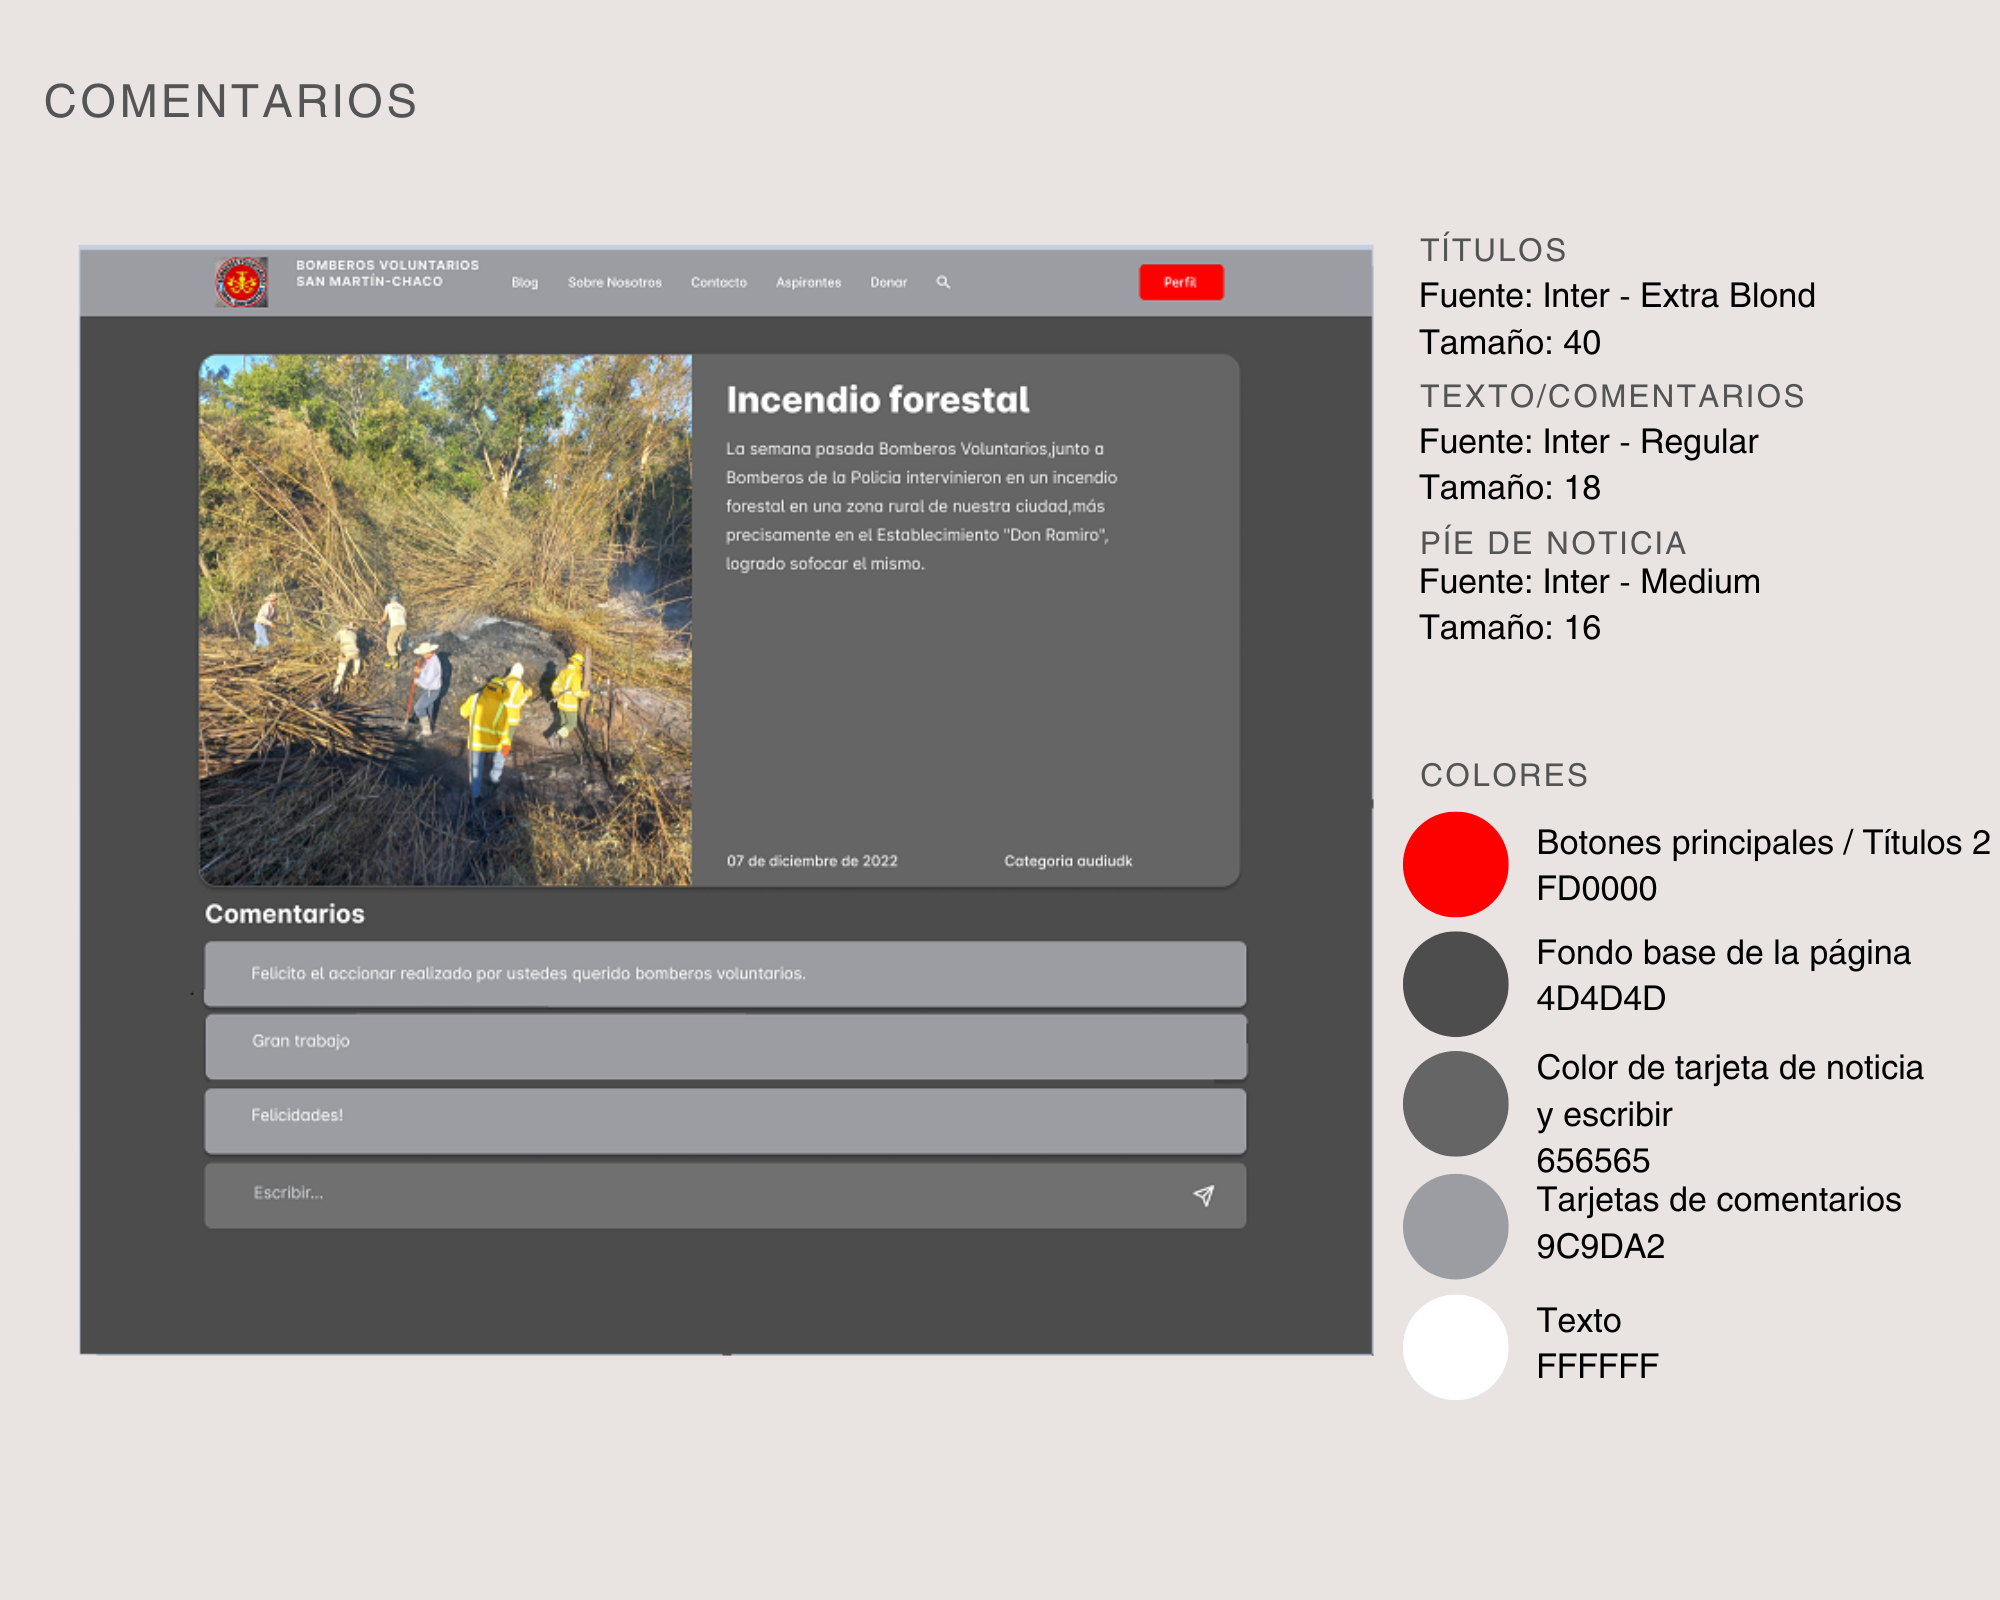 COMENTARIOS
BOMBEROS VOLUNTARIOS
SAN MARTÍN-CHACO
Blog
Sobre Nosotros
Contacto
Aspirantes
Donar
Perfil
Incendio forestal
La semana pasada Bomberos Voluntarios,junto a
Bomberos de la Policia intervinieron en un incendio
forestal en una zona rural de nuestra ciudad,más
precisamente en el Establecimiento "Don Ramiro",
logrado sofocar el mismo.
07 de diciembre de 2022
Categoria audiudk
Comentarios
Felicito el accionar realizado por ustedes querido bomberos voluntarios.
Gran trabajo
Felicidades!
Escribir...
TÍTULOS
Fuente: Inter - Extra Blond
Tamaño: 40
TEXTO/COMENTARIOS
Fuente: Inter - Regular
Tamaño: 18
PÍE DE NOTICIA
Fuente: Inter - Medium
Tamaño: 16
COLORES
Botones principales / Títulos 2
FD0000
Fondo base de la página
4D4D4D
Color de tarjeta de noticia
y escribir
656565
Tarjetas de comentarios
9C9DA2
Texto
FFFFFF